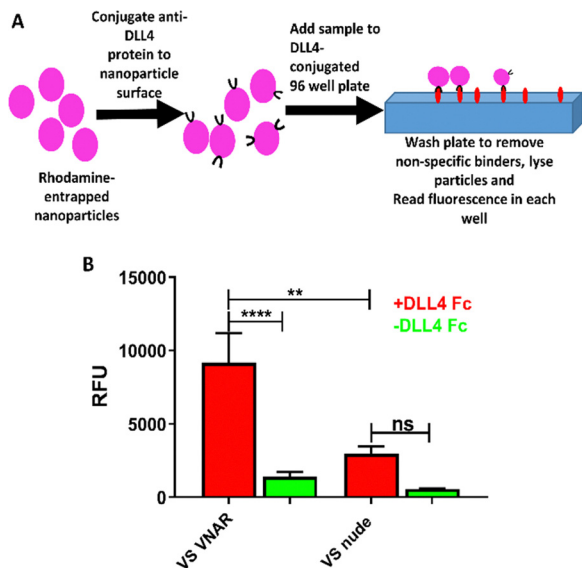 A
Conjugate anti-
DLL4
protein to
nanoparticle
surface
Add sample to
DLL4-
conjugated
96 well plate
Rhodamine-
entrapped
nanoparticles
Wash plate to remove
non-specific binders, lyse
particles and
Read fluorescence in each
well
B
15000
10000
5000
0
RFU
**
****
ns
+DLL4 Fc
-DLL4 Fc
VS VNAR
VS nude